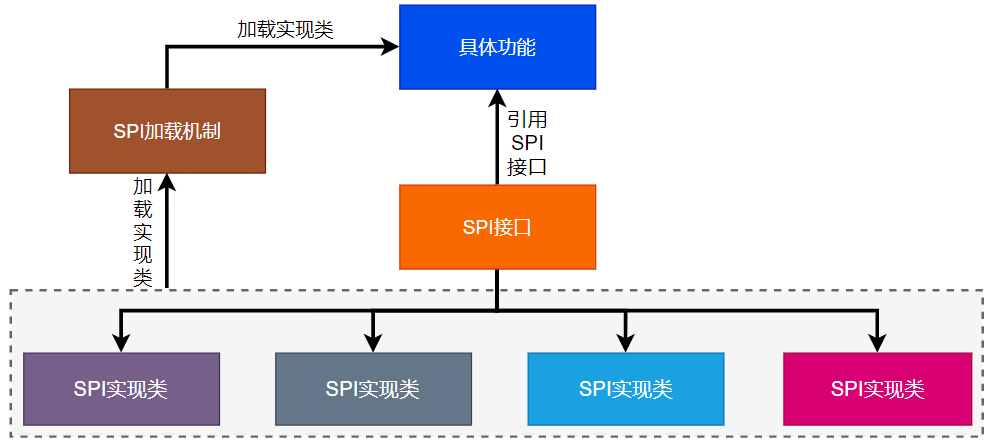 加载实现类
具体功能
SPI加载机制
引用
SPI
接口
加
载
实
现
类
SPI接口
SPI实现类
SPI实现类
SPI实现类
SPI实现类